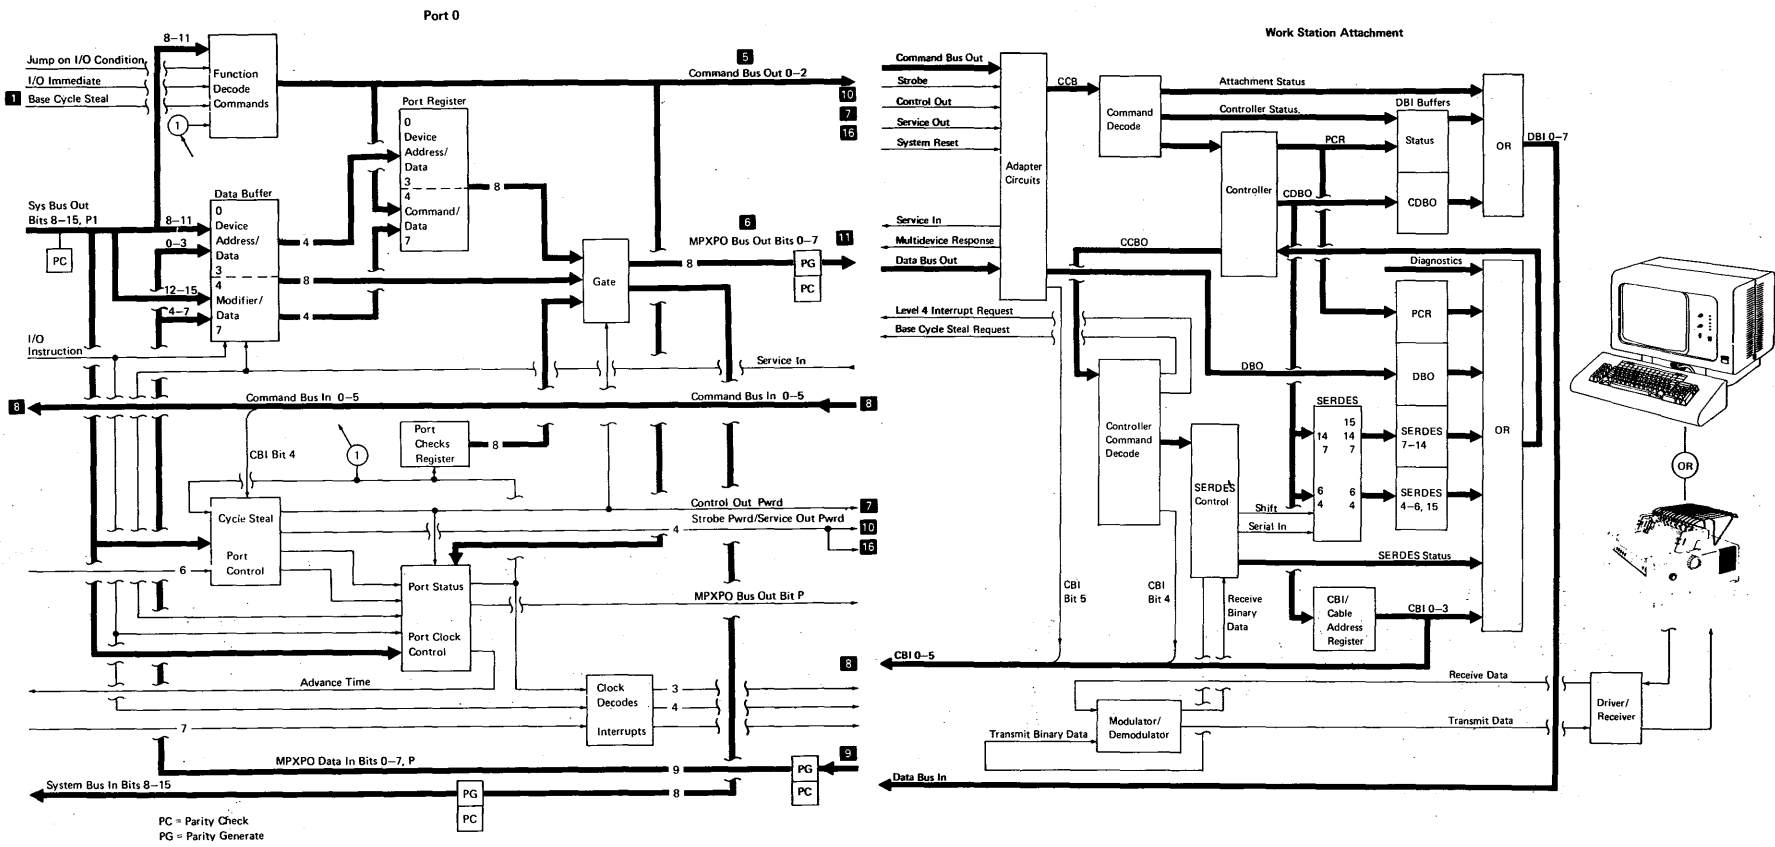 Port 0
8–11
Jump on I/O Condition
I/O Immediate
1
Base Cycle Steal
Function
Decode
Commands
1
5
Command Bus Out 0–2
10
7
16
Port Register
0
Device
Address/
Data
3
4
Command/
Data
7
8
Sys Bus Out
Bits 8–15, P1
PC
Data Buffer
8–11
0–3
12–15
4–7
0
Device
Address/
Data
3
4
Modifier/
Data
7
4
8
4
Gate
6
MPXPO Bus Out Bits 0–7
11
8
PG
PC
I/O
Instruction
Service In
8
Command Bus In 0–5
Command Bus In 0–5
8
CBI Bit 4
1
Port
Checks
Register
8
Cycle Steal
Port
Control
6
Control Out Pwrd
7
Strobe Pwrd/Service Out Pwrd
4
10
16
Port Status
Port Clock
Control
MPXPO Bus Out Bit P
Advance Time
7
Clock
Decodes
Interrupts
3
4
MPXPO Data In Bits 0–7, P
9
PG
PC
9
System Bus In Bits 8–15
PG
PC
8
PC = Parity Check
PG = Parity Generate
Work Station Attachment
Command Bus Out
Strobe
Control Out
Service Out
System Reset
Adapter
Circuits
Service In
Multidevice Response
Data Bus Out
Level 4 Interrupt Request
Base Cycle Steal Request
CCB
Command
Decode
Attachment Status
Controller Status
DBI Buffers
Status
CDBO
OR
DBI 0–7
PCR
Controller
CDBO
CCBO
Diagnostics
PCR
DBO
DBO
SERDES
7–14
SERDES
4–6, 15
OR
SERDES
15
14
14
7
7
6
6
4
4
Controller
Command
Decode
SERDES
Control
Shift
Serial In
SERDES Status
CBI
Bit 5
CBI
Bit 4
Receive
Binary
Data
CBI/
Cable
Address
Register
CBI 0–3
8
CBI 0–5
Receive Data
Modulator/
Demodulator
Transmit Binary Data
Transmit Data
Driver/
Receiver
Data Bus In
OR